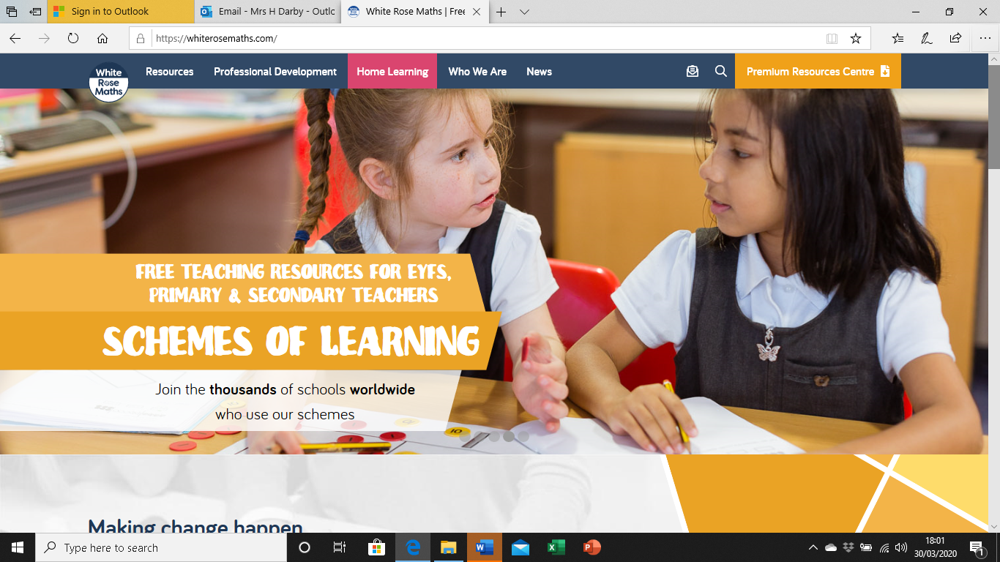 Sign in to Outlook
Email - Mrs H Darby - Outlc
White Rose Maths | Free
https://whiterosemaths.com/
White
Rose
Maths
Resources
Professional Development
Home Learning
Who We Are
News
Premium Resources Centre
FREE TEACHING RESOURCES FOR EYFS,
PRIMARY & SECONDARY TEACHERS
SCHEMES OF LEARNING
Join the thousands of schools worldwide
who use our schemes
10
Making change happen
Type here to search
18:01
30/03/2020
1